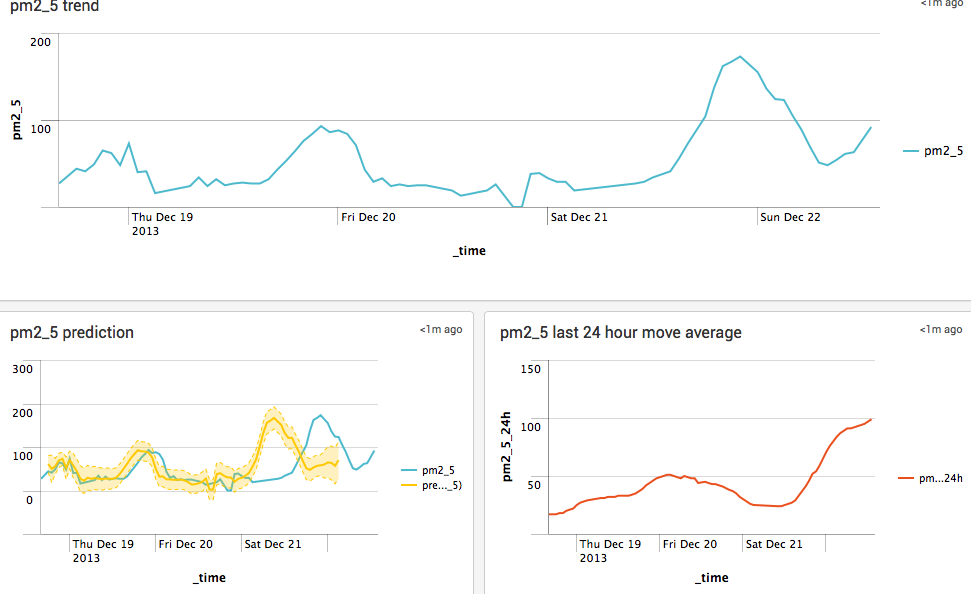 pm2_5 trend
<1m ago
200
100
pm2_5
pm2_5
Thu Dec 19
2013
Fri Dec 20
Sat Dec 21
Sun Dec 22
_time
pm2_5 prediction
<1m ago
300
200
100
0
pm2_5
pre..._5)
Thu Dec 19
2013
Fri Dec 20
Sat Dec 21
_time
pm2_5 last 24 hour move average
<1m ago
150
100
50
pm2_5_24h
pm...24h
Thu Dec 19
2013
Fri Dec 20
Sat Dec 21
_time